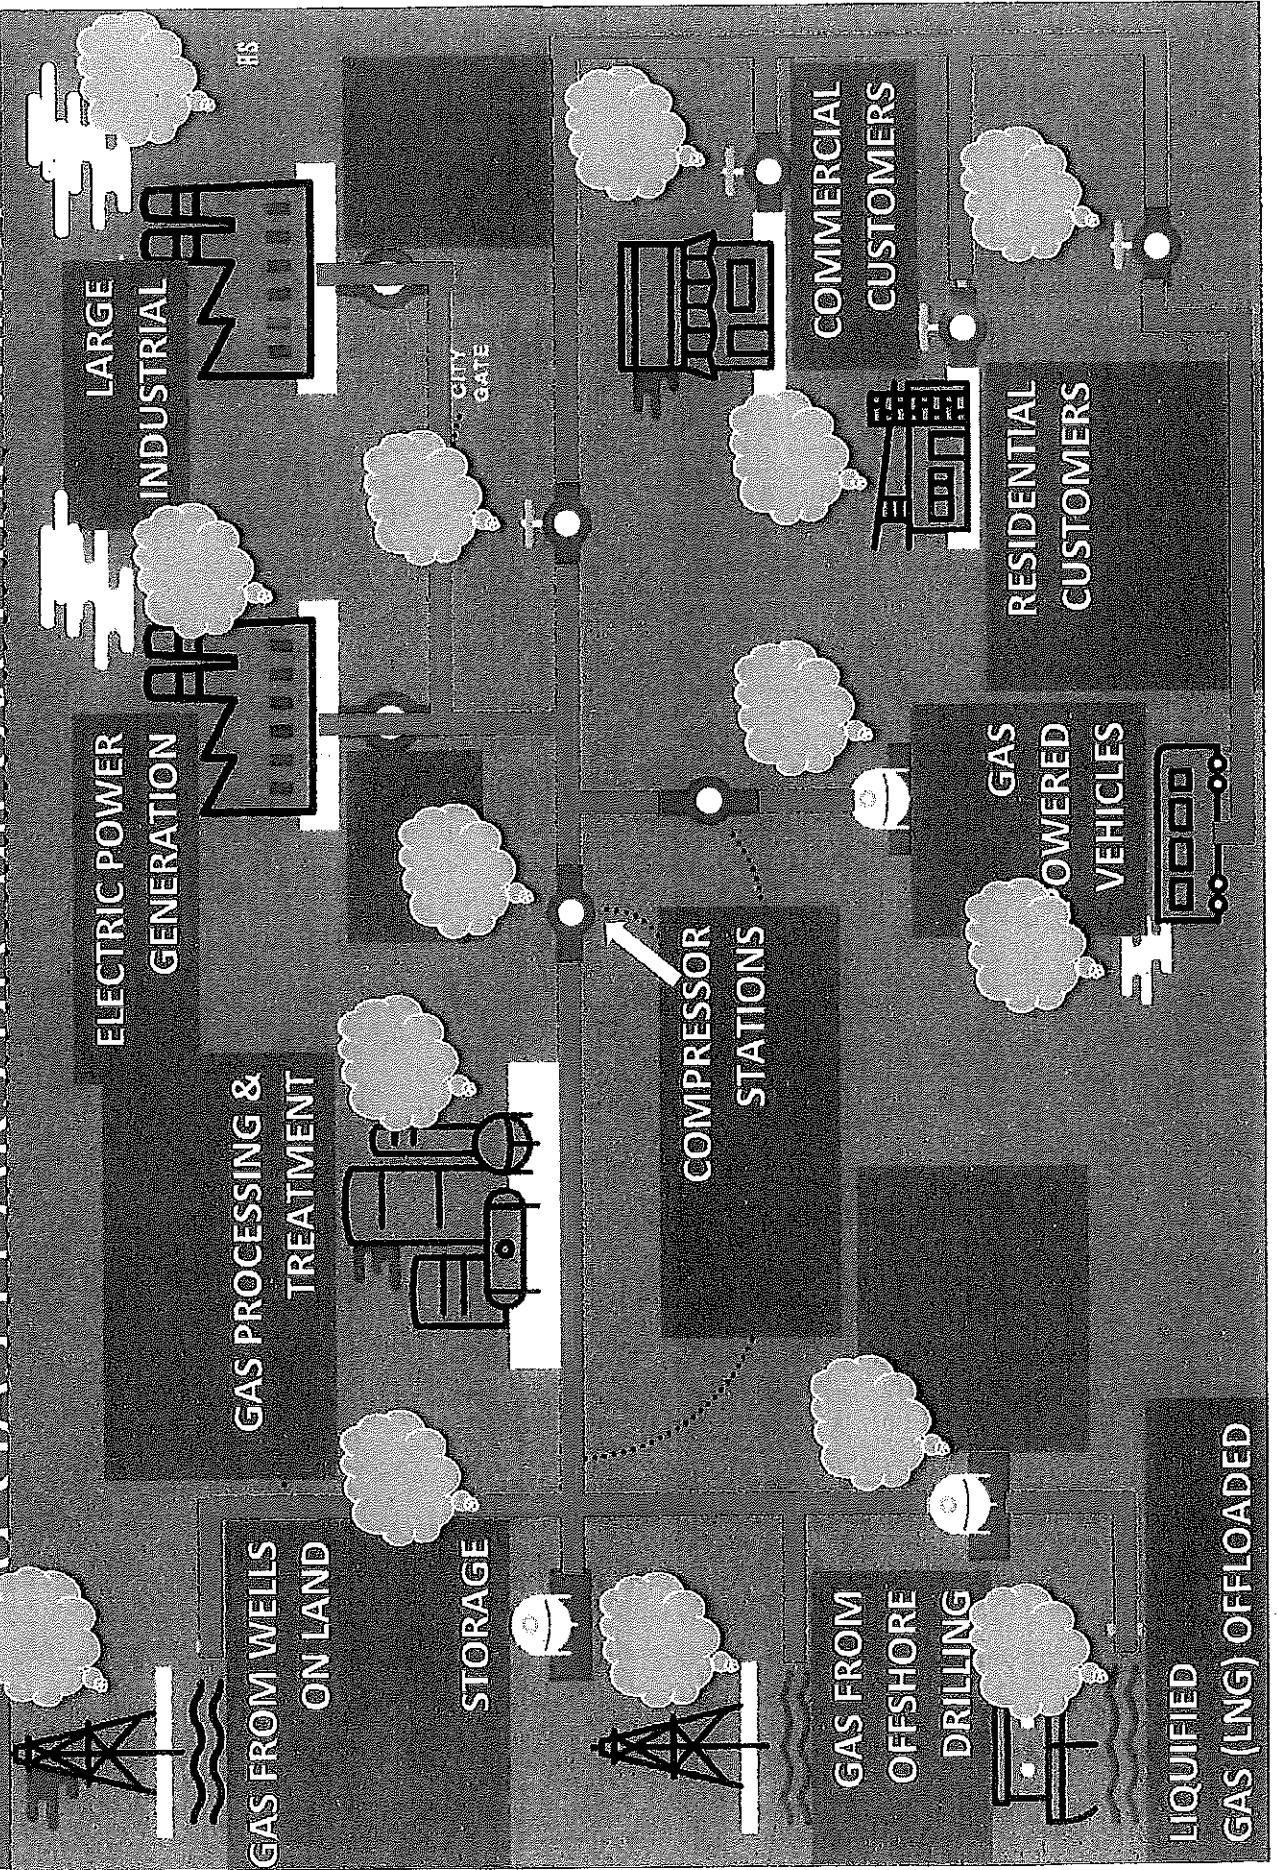 GAS FROM WELLS
ON LAND
STORAGE
GAS FROM
OFFSHORE
DRILLING
LIQUIFIED
GAS (LNG) OFFLOADED
GAS PROCESSING &
TREATMENT
COMPRESSOR
STATIONS
ELECTRIC POWER
GENERATION
LARGE
INDUSTRIAL
CITY
GATE
GAS
OWERED
VEHICLES
RESIDENTIAL
CUSTOMERS
COMMERCIAL
CUSTOMERS